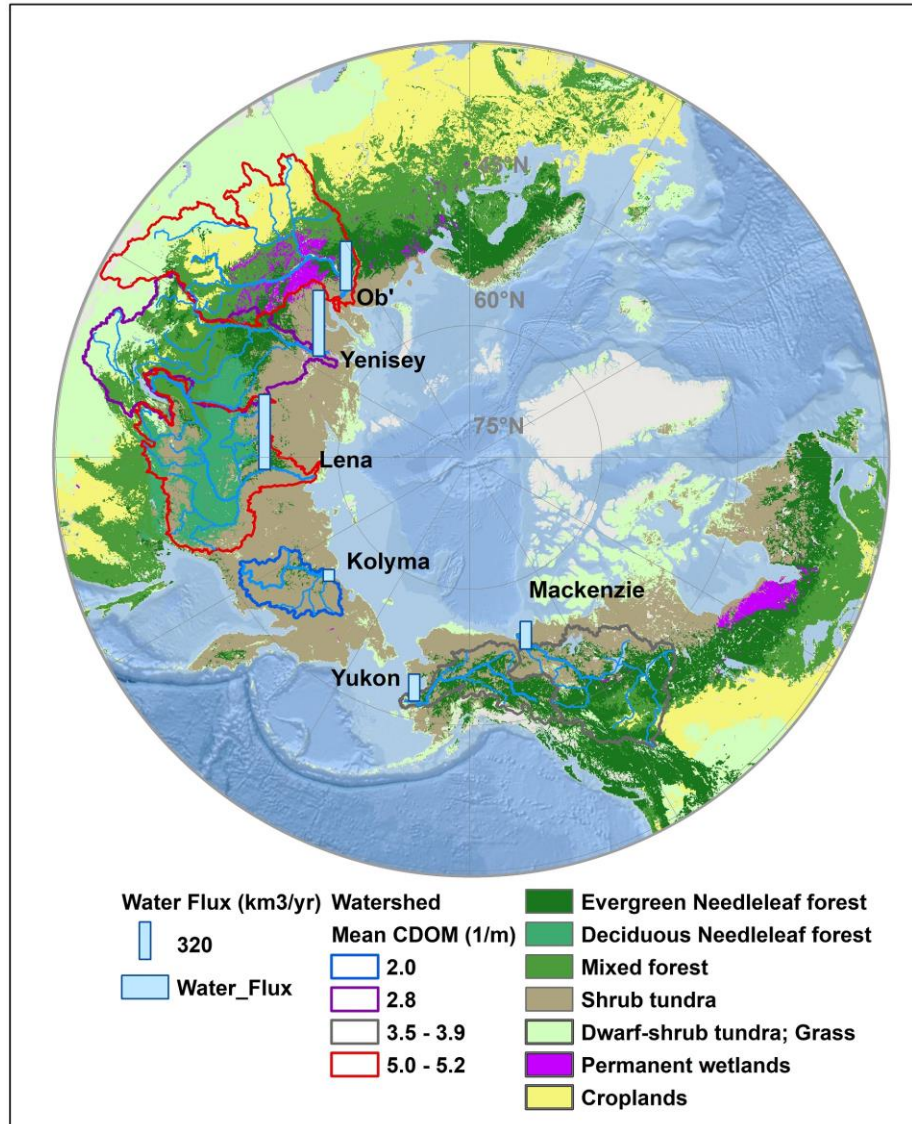 45°N
Ob'
60°N
Yenisey
75°N
Lena
Kolyma
Mackenzie
Yukon
Water Flux (km3/yr)
320
Water_Flux
Watershed
Mean CDOM (1/m)
2.0
2.8
3.5 - 3.9
5.0 - 5.2
Evergreen Needleleaf forest
Deciduous Needleleaf forest
Mixed forest
Shrub tundra
Dwarf-shrub tundra; Grass
Permanent wetlands
Croplands